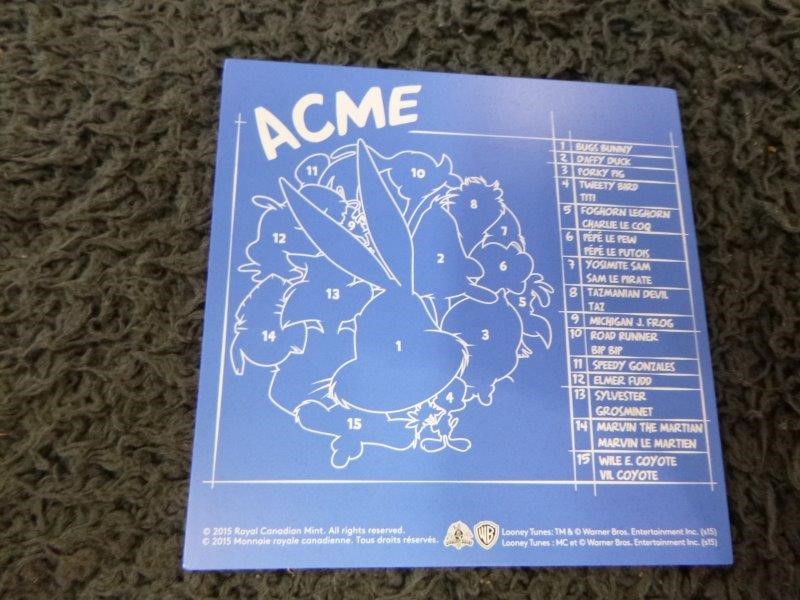 ACME
11
10
8
9
7
12
2
6
13
5
14
1
3
4
15
1 BUGS BUNNY
2 DAFFY DUCK
3 PORKY PIG
4 TWEETY BIRD
TITI
5 FOGHORN LEGHORN
CHARLIE LE COQ
6 PÉPÉ LE PEW
PÉPÉ LE PUTOIS
7 YOSIMITE SAM
SAM LE PIRATE
8 TAZMANIAN DEVIL
TAZ
9 MICHIGAN J. FROG
10 ROAD RUNNER
BIP BIP
11 SPEEDY GONZALES
12 ELMER FUDD
13 SYLVESTER
GROSMINET
14 MARVIN THE MARTIAN
MARVIN LE MARTIEN
15 WILE E. COYOTE
VIL COYOTE
© 2015 Royal Canadian Mint. All rights reserved.
© 2015 Monnaie royale canadienne. Tous droits réservés.
WB
Looney Tunes: TM & © Warner Bros. Entertainment Inc. (s15)
Looney Tunes : MC et © Warner Bros. Entertainment Inc. (s15)